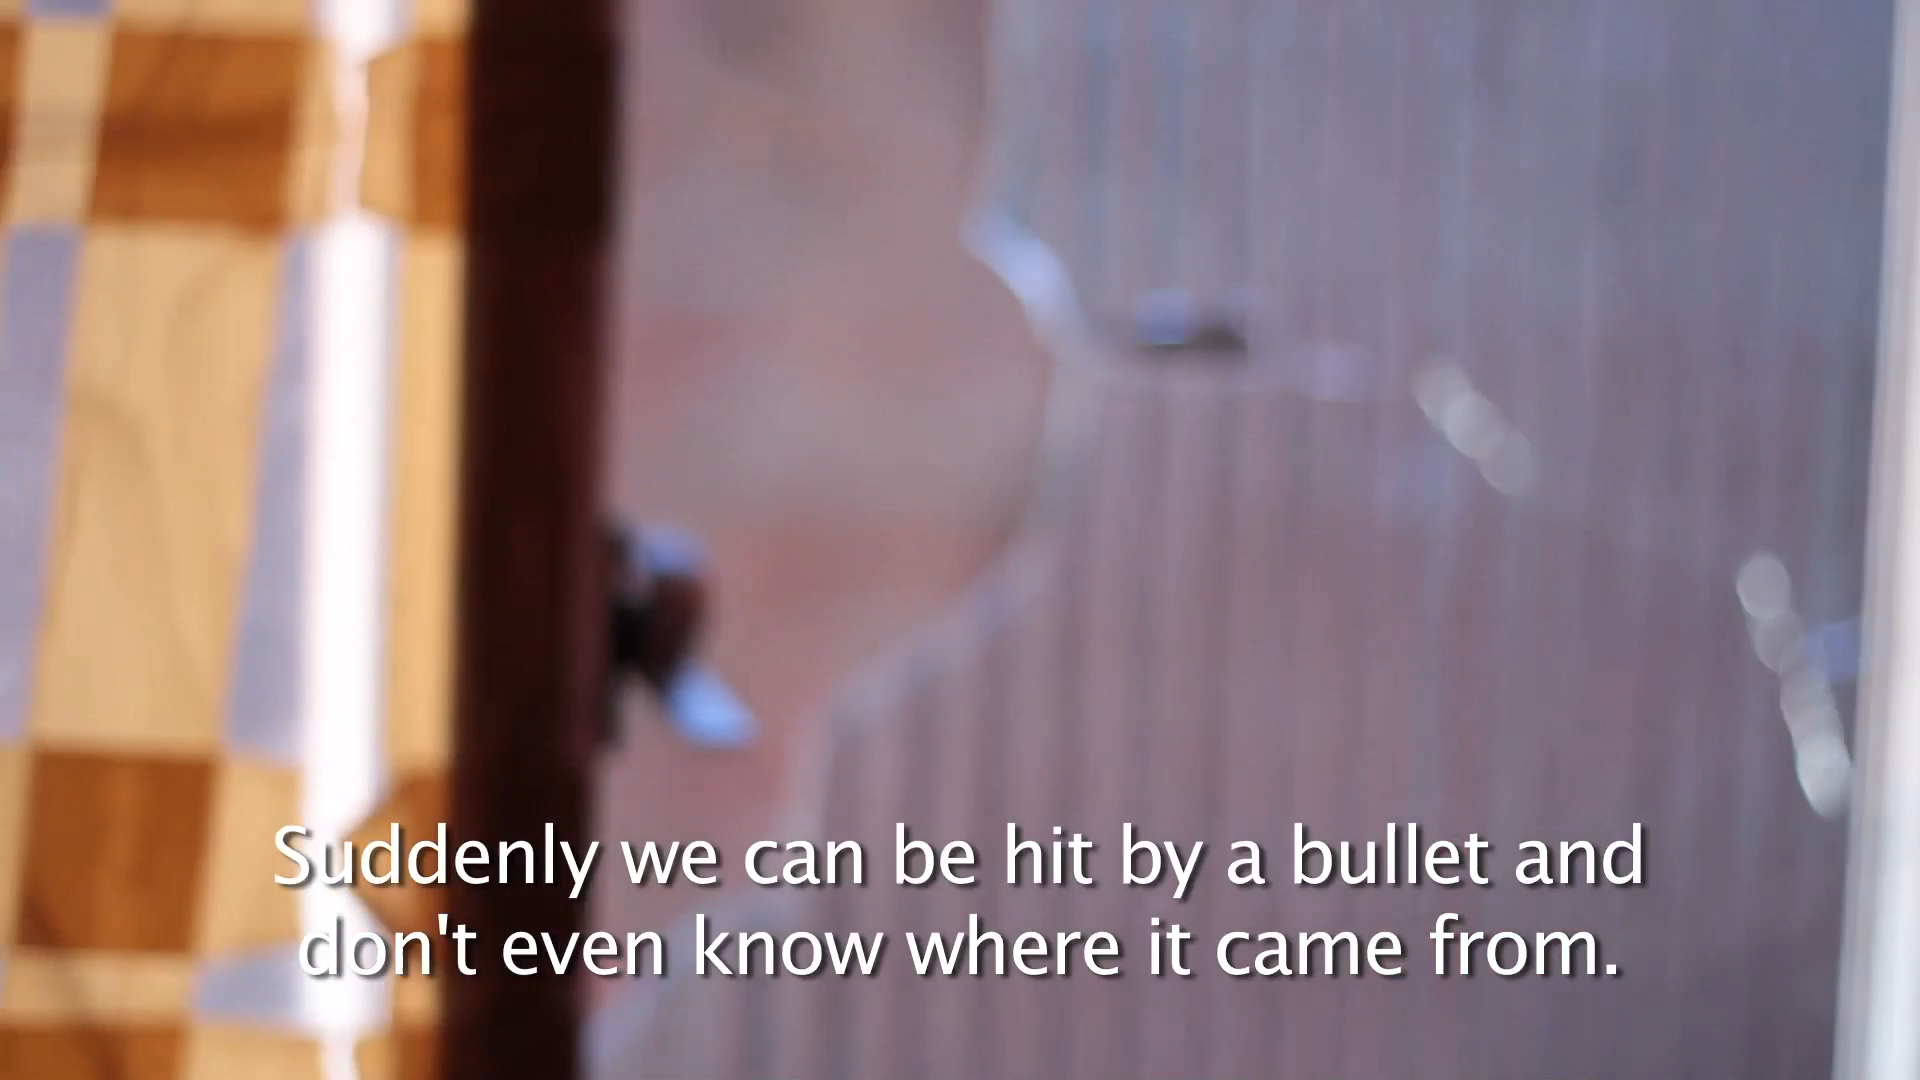 Suddenly we can be hit by a bullet and
don't even know where it came from.